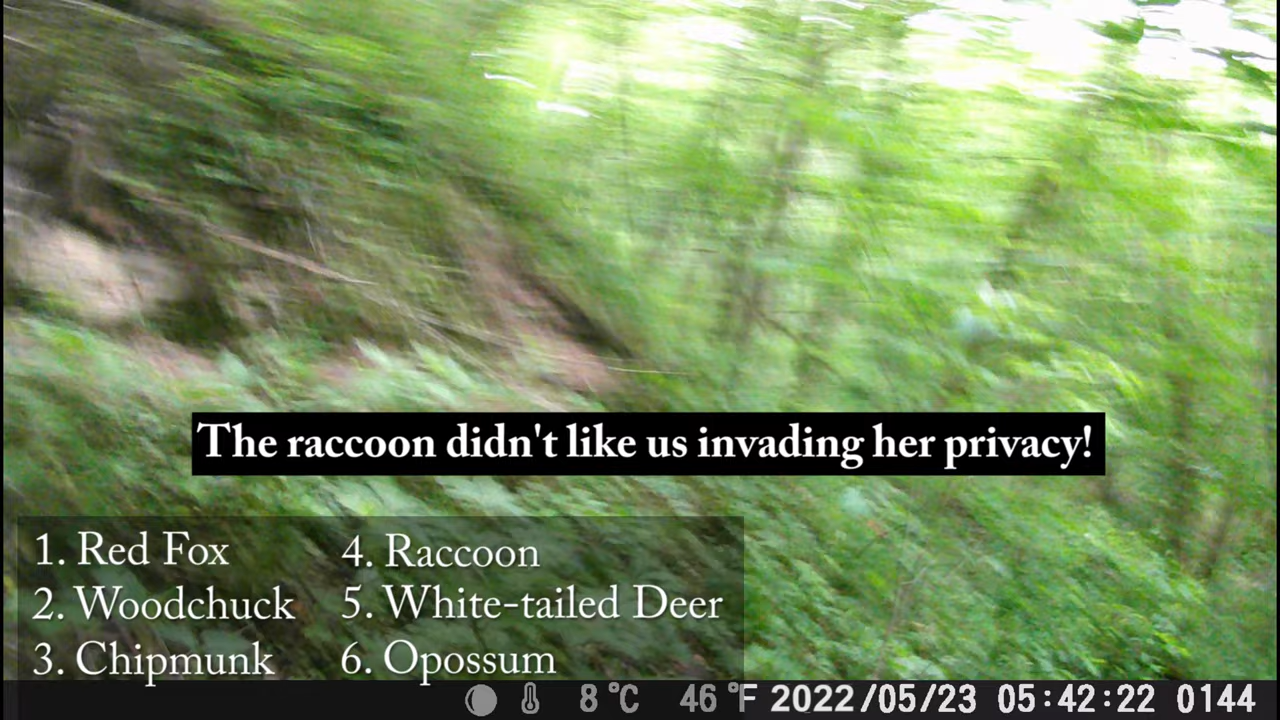 The raccoon didn't like us invading her privacy!
1. Red Fox
2. Woodchuck
3. Chipmunk
4. Raccoon
5. White-tailed Deer
6. Opossum
8°C 46°F 2022/05/23 05:42:22 0144